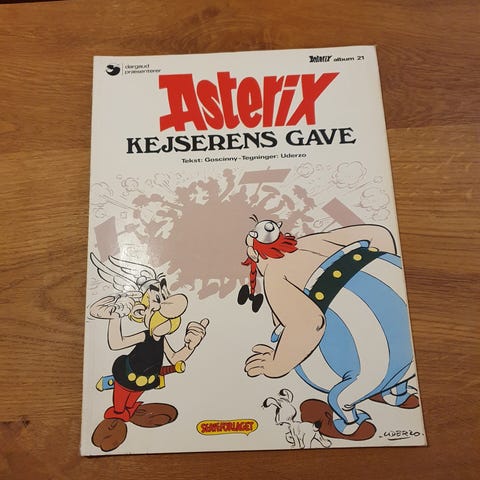 dargaud
præsenterer
Asterix album 21
Asterix
KEJSERENS GAVE
Tekst: Goscinny-Tegninger: Uderzo
SERIEFORLAGET
UDERZO